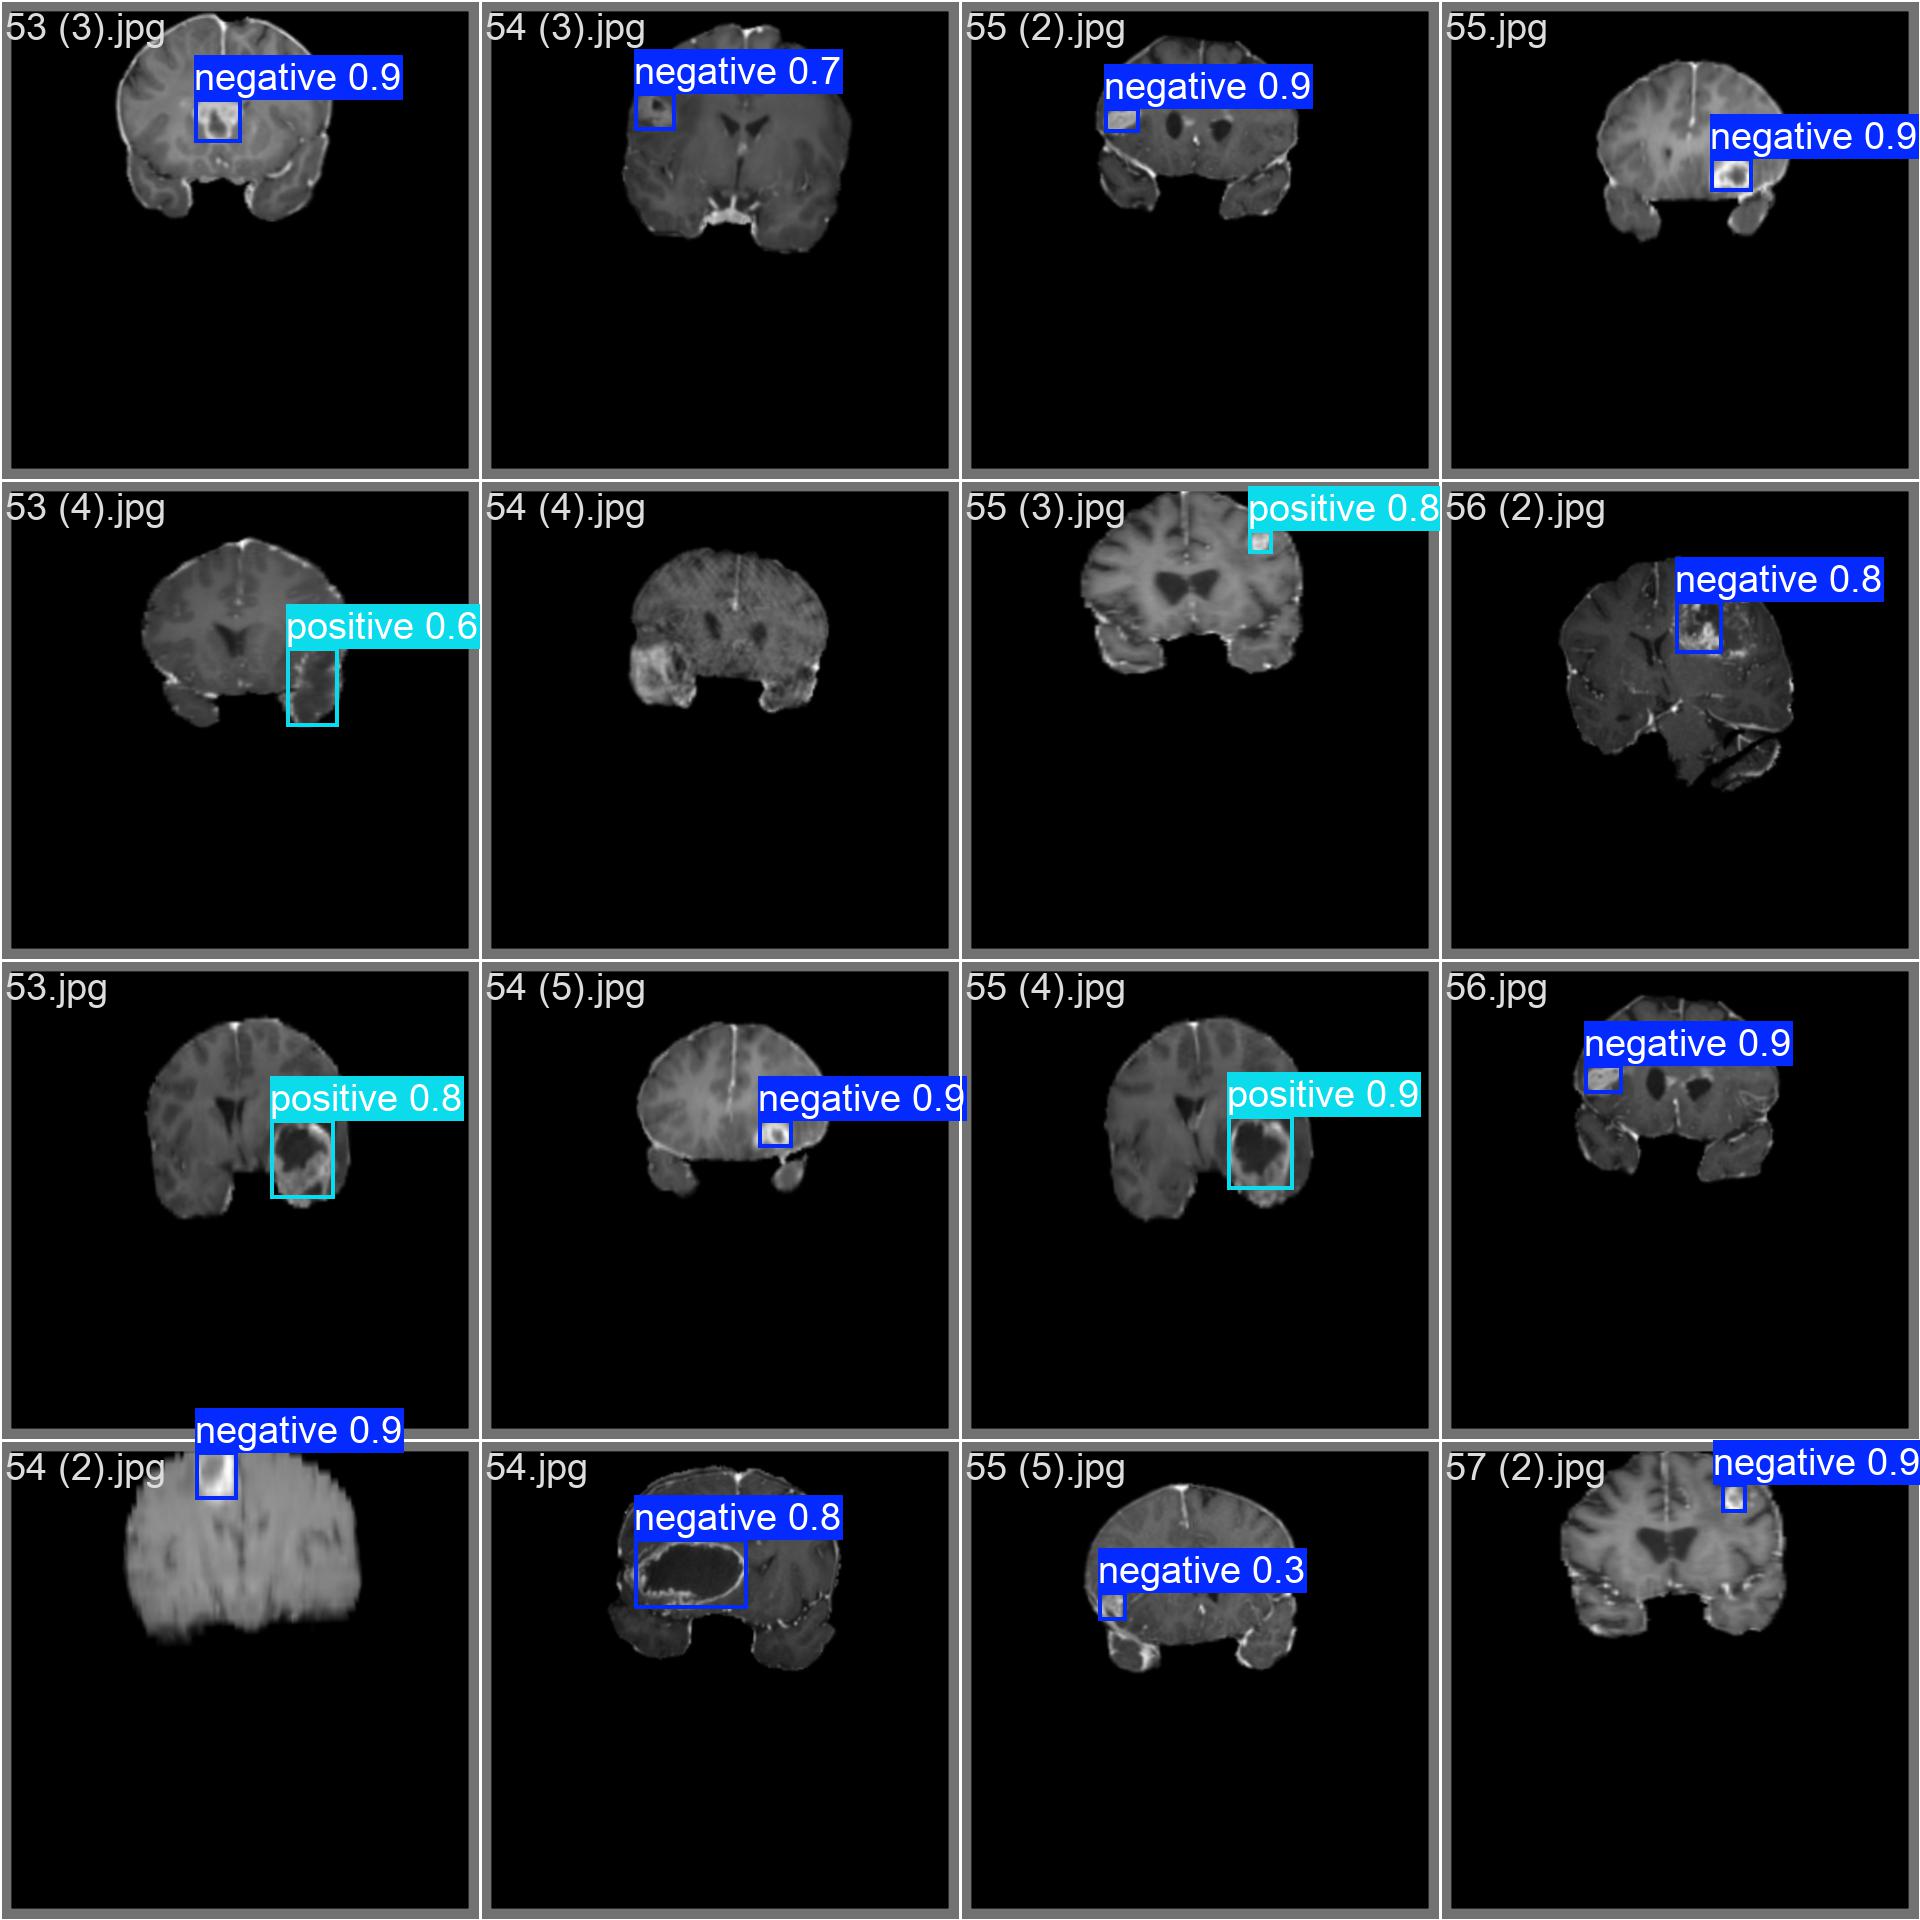 53 (3).jpg
negative 0.9
54 (3).jpg
negative 0.7
55 (2).jpg
negative 0.9
55.jpg
negative 0.9
53 (4).jpg
positive 0.6
54 (4).jpg
55 (3).jpg
positive 0.8
56 (2).jpg
negative 0.8
53.jpg
positive 0.8
54 (5).jpg
negative 0.9
55 (4).jpg
positive 0.9
56.jpg
negative 0.9
54 (2).jpg
negative 0.9
54.jpg
negative 0.8
55 (5).jpg
negative 0.3
57 (2).jpg
negative 0.9